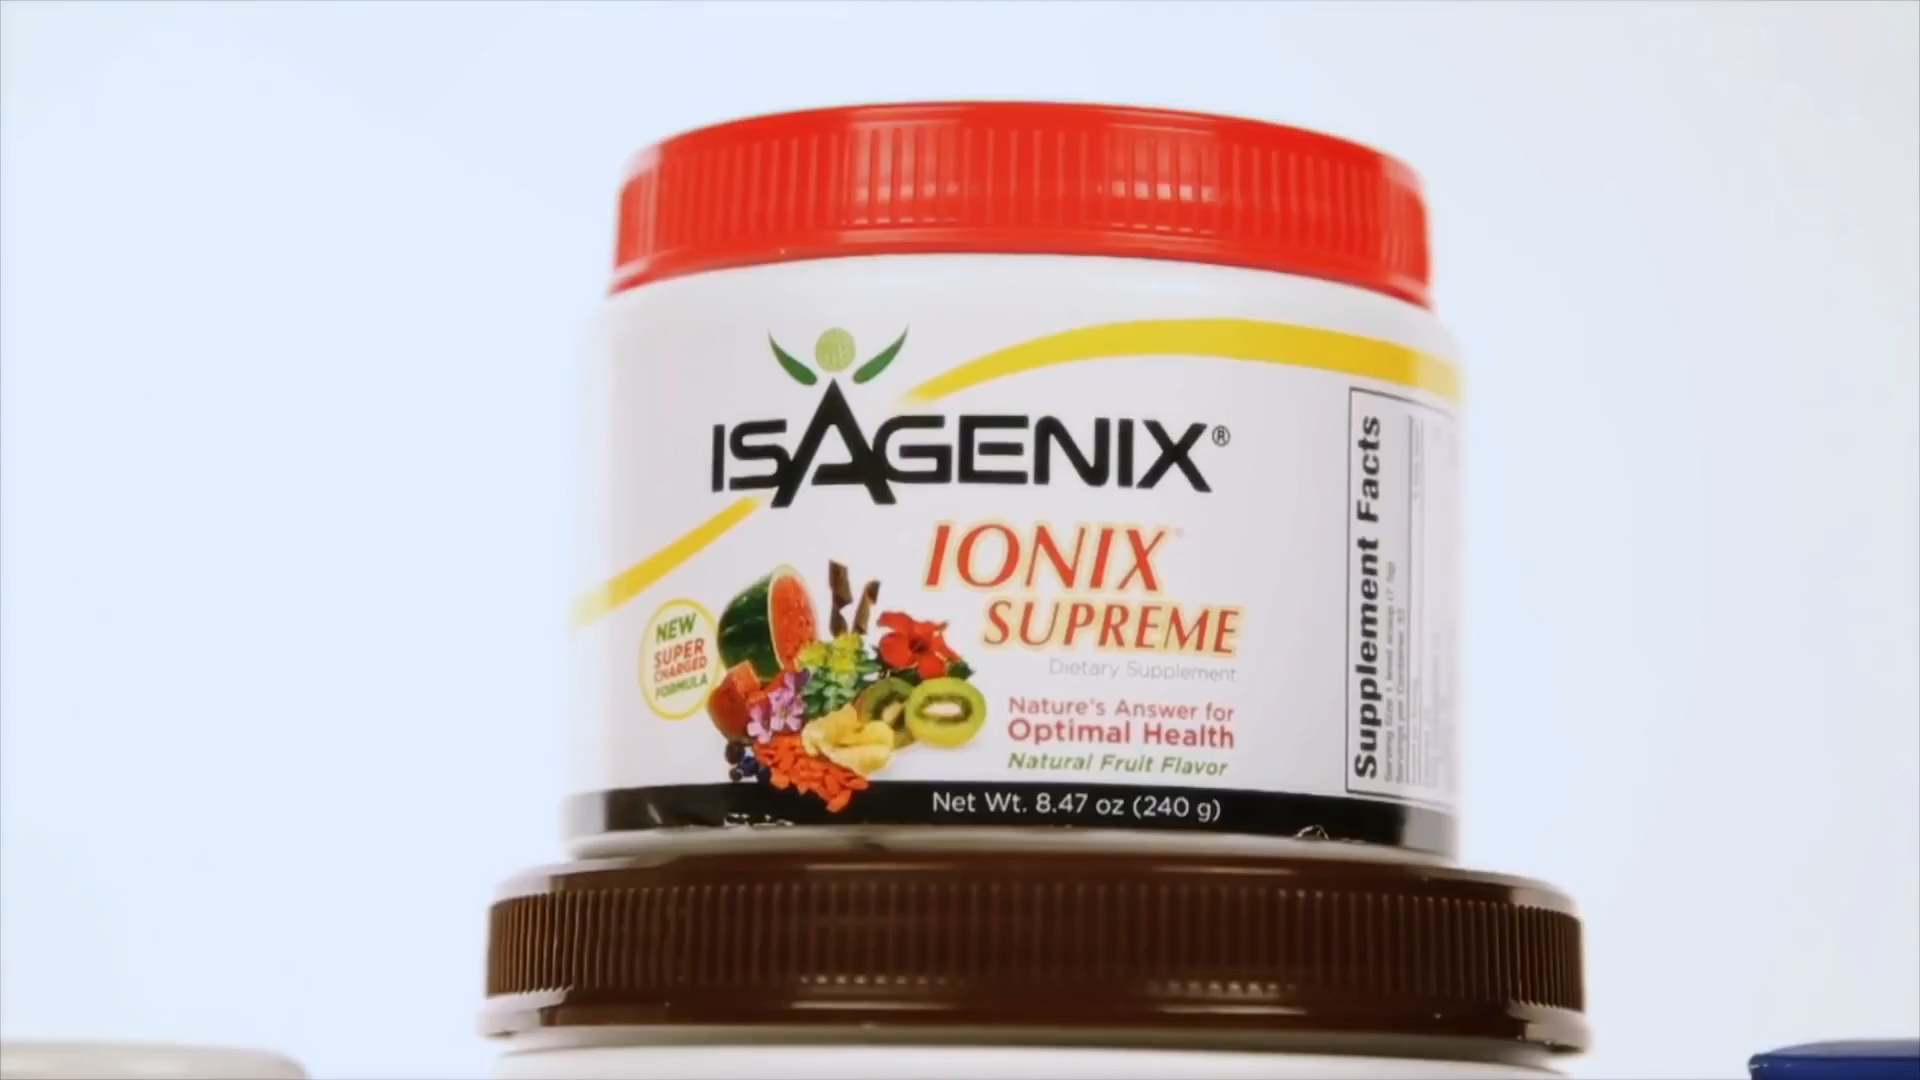 ISAGENIX®
IONIX
SUPREME
Dietary Supplement
NEW
SUPER
CHARGED
FORMULA
Nature's Answer for
Optimal Health
Natural Fruit Flavor
Net Wt. 8.47 oz (240 g)
Supplement Facts